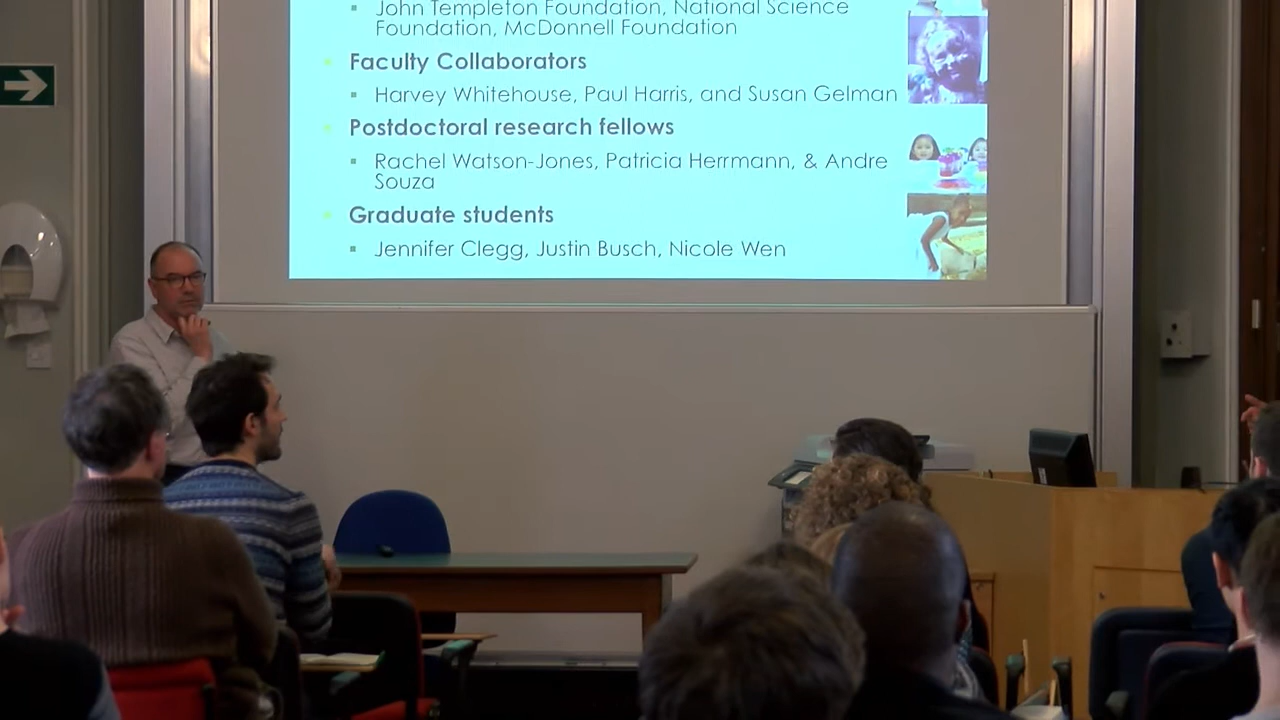 John Templeton Foundation, National Science
Foundation, McDonnell Foundation
Faculty Collaborators
Harvey Whitehouse, Paul Harris, and Susan Gelman
Postdoctoral research fellows
Rachel Watson-Jones, Patricia Herrmann, & Andre
Souza
Graduate students
Jennifer Clegg, Justin Busch, Nicole Wen